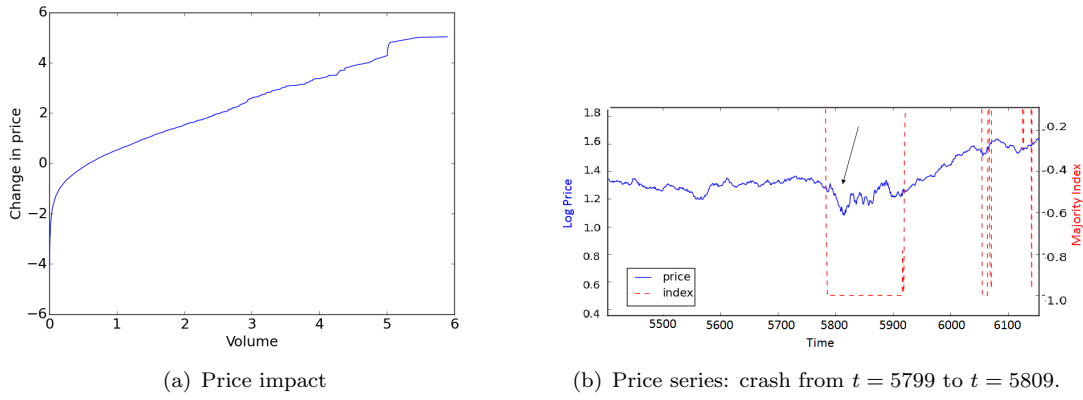 6
4
2
0
−2
−4
−6
0 1 2 3 4 5 6
Change in price
Volume
(a) Price impact
1.8
1.6
1.4
1.2
1.0
0.8
0.6
0.4
Log Price
price
index
5500 5600 5700 5800 5900 6000 6100
Time
-0.2
-0.4
-0.6
-0.8
-1.0
Majority Index
(b) Price series: crash from t = 5799 to t = 5809.